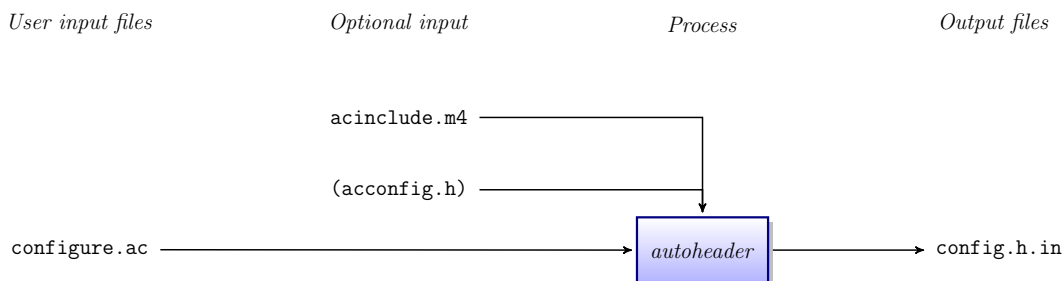 User input files Optional input Process Output files
acinclude.m4
(acconfig.h)
configure.ac autoheader config.h.in